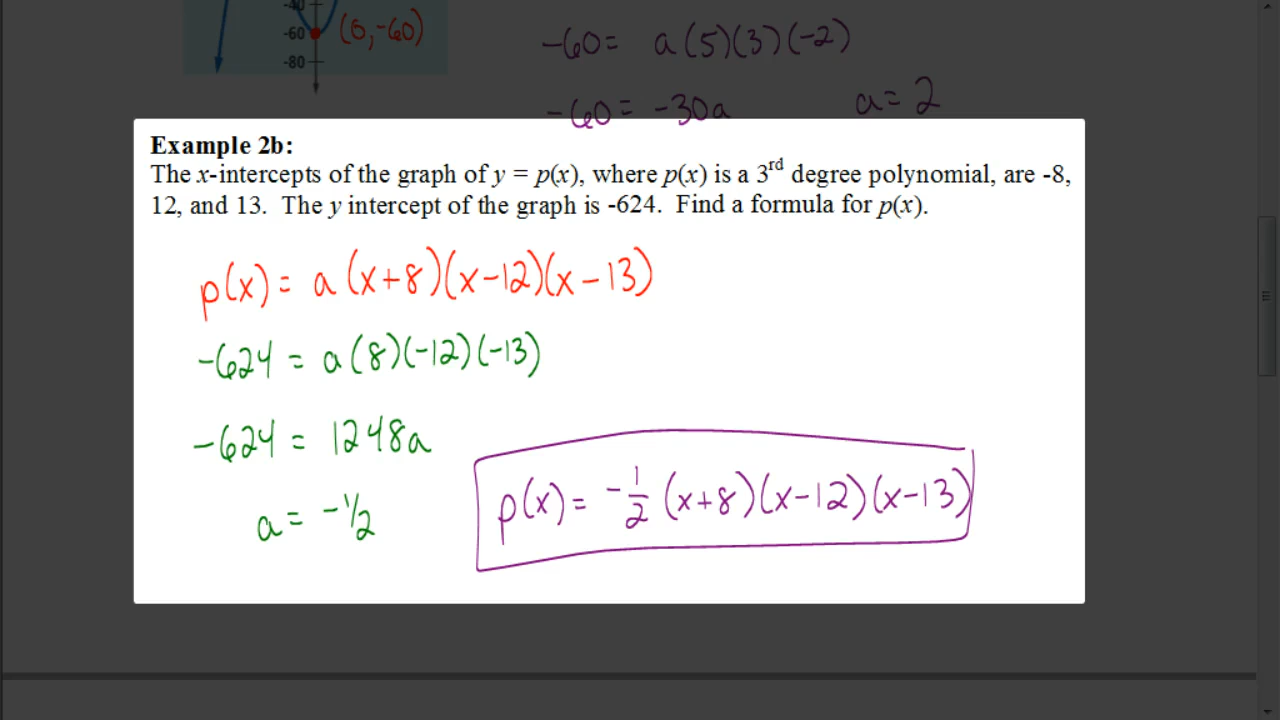 -40
-60 (0,-60)
-80
-60 = a(5)(3)(-2)
-60 = -30a a = 2
Example 2b:
The x-intercepts of the graph of y = p(x), where p(x) is a 3rd degree polynomial, are -8,
12, and 13. The y intercept of the graph is -624. Find a formula for p(x).
p(x) = a(x+8)(x-12)(x-13)
-624 = a(8)(-12)(-13)
-624 = 1248a
a = -1/2
p(x) = -1/2 (x+8)(x-12)(x-13)